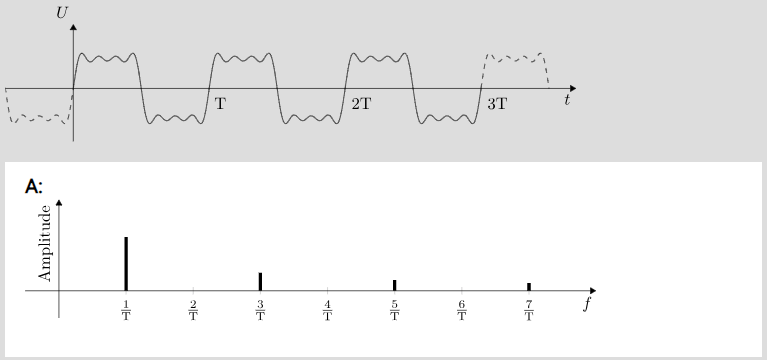 U
T 2T 3T t
A:
Amplitude
1/T 2/T 3/T 4/T 5/T 6/T 7/T f